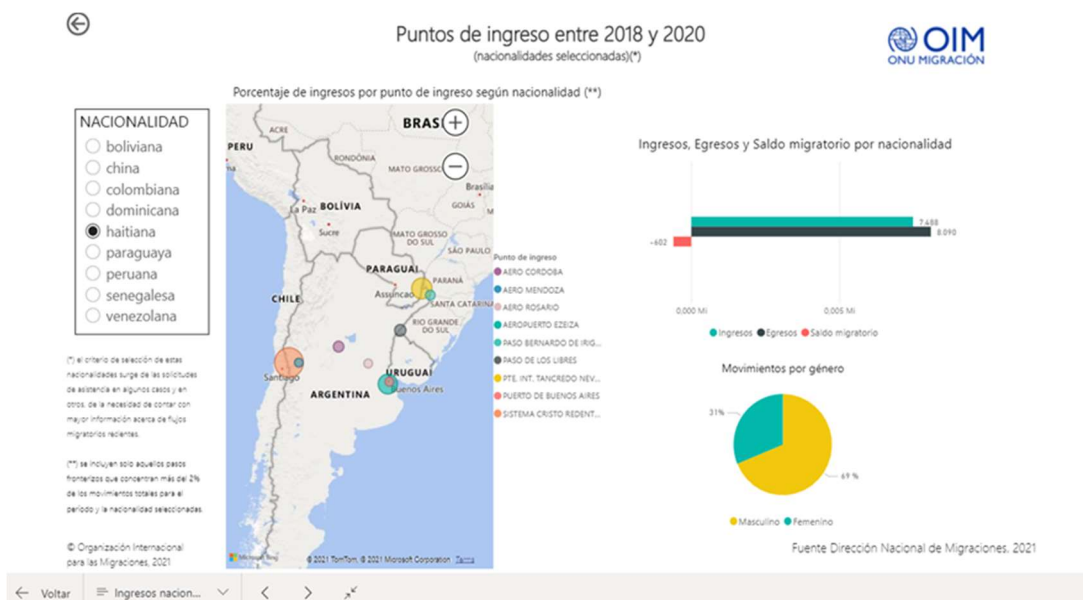 Puntos de ingreso entre 2018 y 2020
(nacionalidades seleccionadas)(*)
OIM
ONU MIGRACIÓN
Porcentaje de ingresos por punto de ingreso según nacionalidad (**)
NACIONALIDAD
boliviana
china
colombiana
dominicana
haitiana
paraguaya
peruana
senegalesa
venezolana
(*) el criterio de selección de estas
nacionalidades surge de las solicitudes
de asistencia en algunos casos y en
otros, de la necesidad de contar con
mayor información acerca de flujos
migratorios recientes.
(**) se incluyen solo aquellos pasos
fronterizos que concentran más del 2%
de los movimientos totales para el
período y la nacionalidad seleccionadas.
© Organización Internacional
para las Migraciones, 2021
BRAS
ACRE
PERU
RONDÔNIA
MATO GROSSO
Brasília
GOIÁS
La Paz
BOLÍVIA
Sucre
MATO GROSSO
DO SUL
SÃO PAULO
PARAGUAI
PARANÁ
Assuncao
SANTA CATARINA
CHILE
RIO GRANDE
DO...
Santiago
URUGUAI
Buenos Aires
ARGENTINA
Microsoft Bing
© 2021 TomTom, © 2021 Microsoft Corporation Terms
Punto de ingreso
AERO CORDOBA
AERO MENDOZA
AERO ROSARIO
AEROPUERTO EZEIZA
PASO BERNARDO DE IRIG...
PASO DE LOS LIBRES
PTE. INT. TANCREDO NEV...
PUERTO DE BUENOS AIRES
SISTEMA CRISTO REDENT...
Ingresos, Egresos y Saldo migratorio por nacionalidad
7.488
8.090
-602
0,000 Mi
0,005 Mi
Ingresos Egresos Saldo migratorio
Movimientos por género
31%
69 %
Masculino Femenino
Fuente Dirección Nacional de Migraciones. 2021
Voltar
Ingresos nacion...